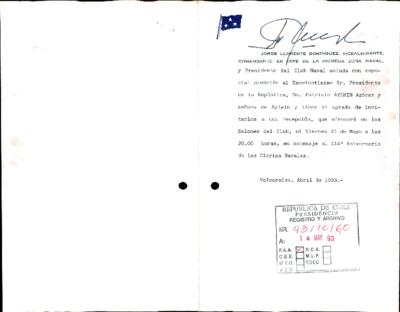 JORGE LLORENTE DOMINGUEZ, VICEALMIRANTE,
COMANDANTE EN JEFE DE LA PRIMERA ZONA NAVAL
y Presidente del Club Naval saluda con espe-
cial atención al Excelentísimo Sr. Presidente
de la República, Dn. Patricio AYLWIN Azócar y
señora de Aylwin y tiene el agrado de invi-
tarlos a una recepción, que ofrecerá en los
Salones del Club, el Viernes 21 de Mayo a las
20.00 horas, en homenaje al 114° Aniversario
de las Glorias Navales.
Valparaíso, Abril de 1993.-
REPUBLICA DE CHILE
PRESIDENCIA
REGISTRO Y ARCHIVO
NR. 93/10160
A: 14 MAY 93
P.A.A. R.C.A.
C.B.E. M.L.P.
M.T.O. EDEC
M.Z.C.